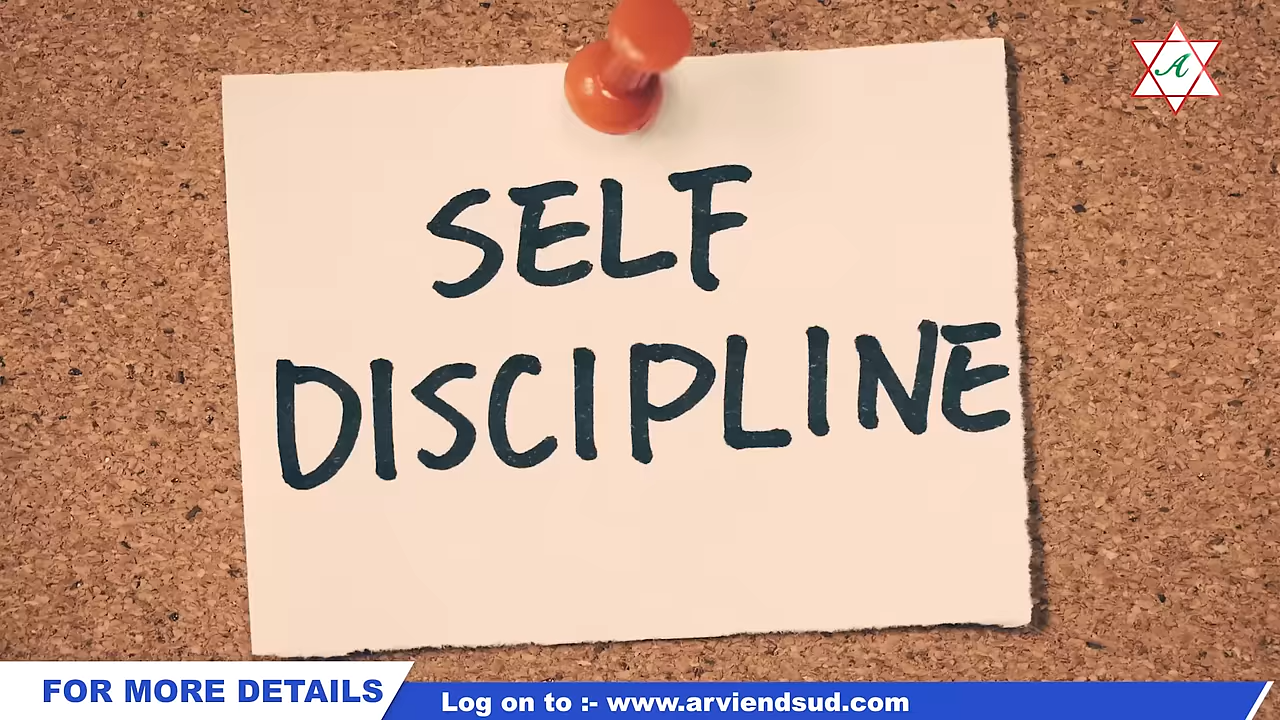 A
SELF
DISCIPLINE
FOR MORE DETAILS
Log on to :- www.arviendsud.com